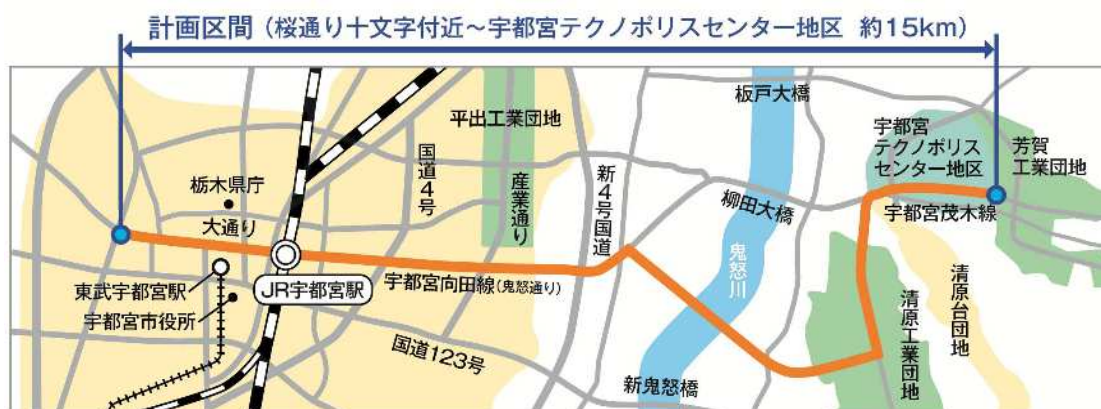 計画区間（桜通り十文字付近～宇都宮テクノポリスセンター地区 約15km）
板戸大橋
平出工業団地
宇都宮
テクノポリス
センター地区
芳賀
工業団地
国道4号
栃木県庁
産業通り
新4号国道
柳田大橋
大通り
宇都宮茂木線
鬼怒川
東武宇都宮駅
JR宇都宮駅
宇都宮向田線(鬼怒通り)
清原台団地
宇都宮市役所
清原工業団地
国道123号
新鬼怒橋